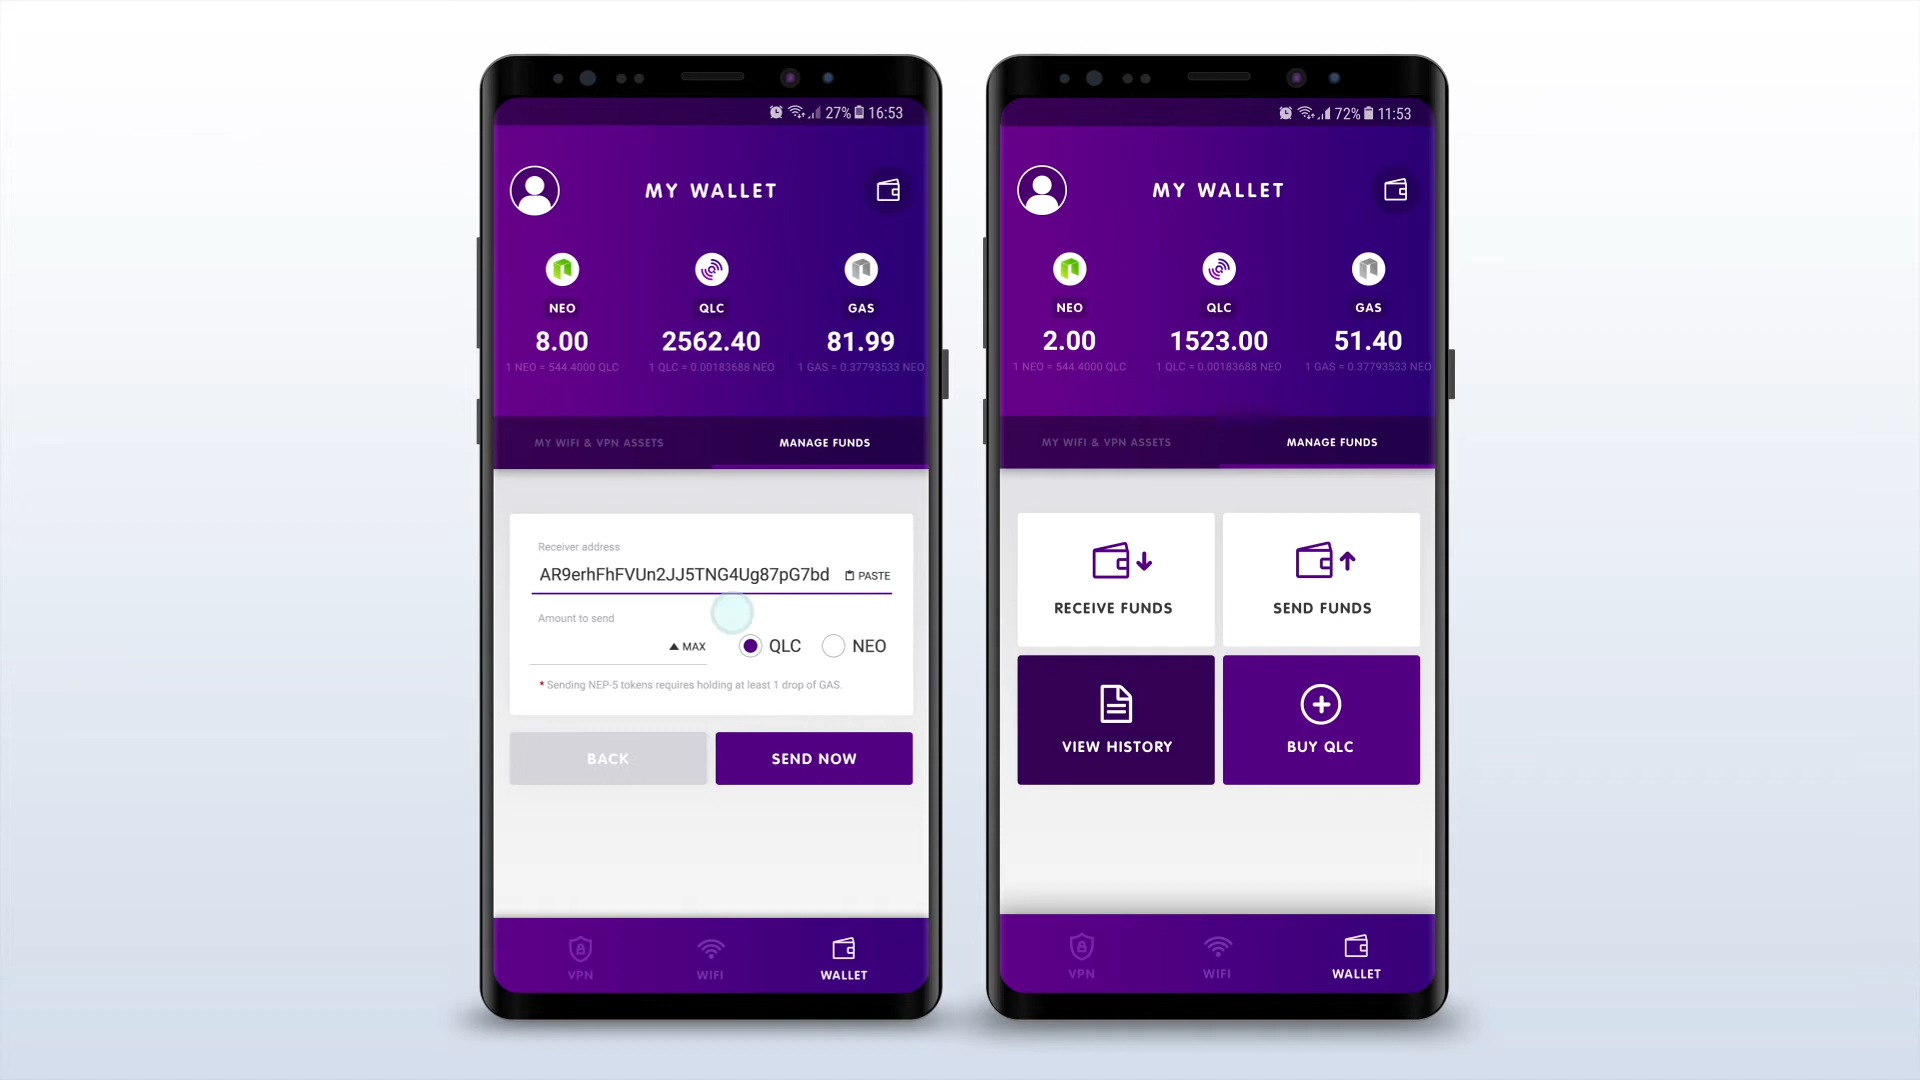 27% 16:53
MY WALLET
NEO QLC GAS
8.00 2562.40 81.99
1 NEO = 544.4000 QLC 1 QLC = 0.00183688 NEO 1 GAS = 0.37793533 NEO
MY WIFI & VPN ASSETS MANAGE FUNDS
Receiver address
AR9erhFhFVUn2JJ5TNG4Ug87pG7bd PASTE
Amount to send
MAX QLC NEO
* Sending NEP-5 tokens requires holding at least 1 drop of GAS.
BACK SEND NOW
VPN WIFI WALLET
72% 11:53
MY WALLET
NEO QLC GAS
2.00 1523.00 51.40
1 NEO = 544.4000 QLC 1 QLC = 0.00183688 NEO 1 GAS = 0.37793533 NEO
MY WIFI & VPN ASSETS MANAGE FUNDS
RECEIVE FUNDS SEND FUNDS
VIEW HISTORY BUY QLC
VPN WIFI WALLET